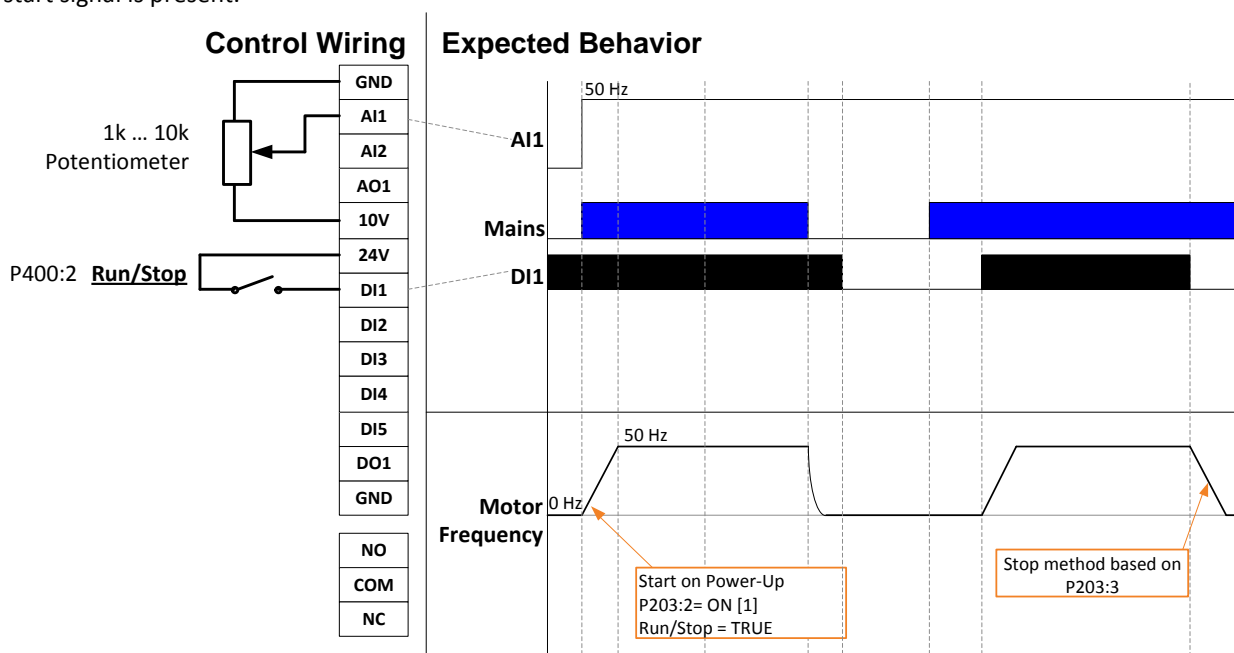 start signal is present.
Control Wiring
Expected Behavior
1k ... 10k
Potentiometer
P400:2 Run/Stop
GND
AI1
AI2
AO1
10V
24V
DI1
DI2
DI3
DI4
DI5
DO1
GND
NO
COM
NC
50 Hz
AI1
Mains
DI1
50 Hz
0 Hz
Motor
Frequency
Start on Power-Up
P203:2= ON [1]
Run/Stop = TRUE
Stop method based on
P203:3